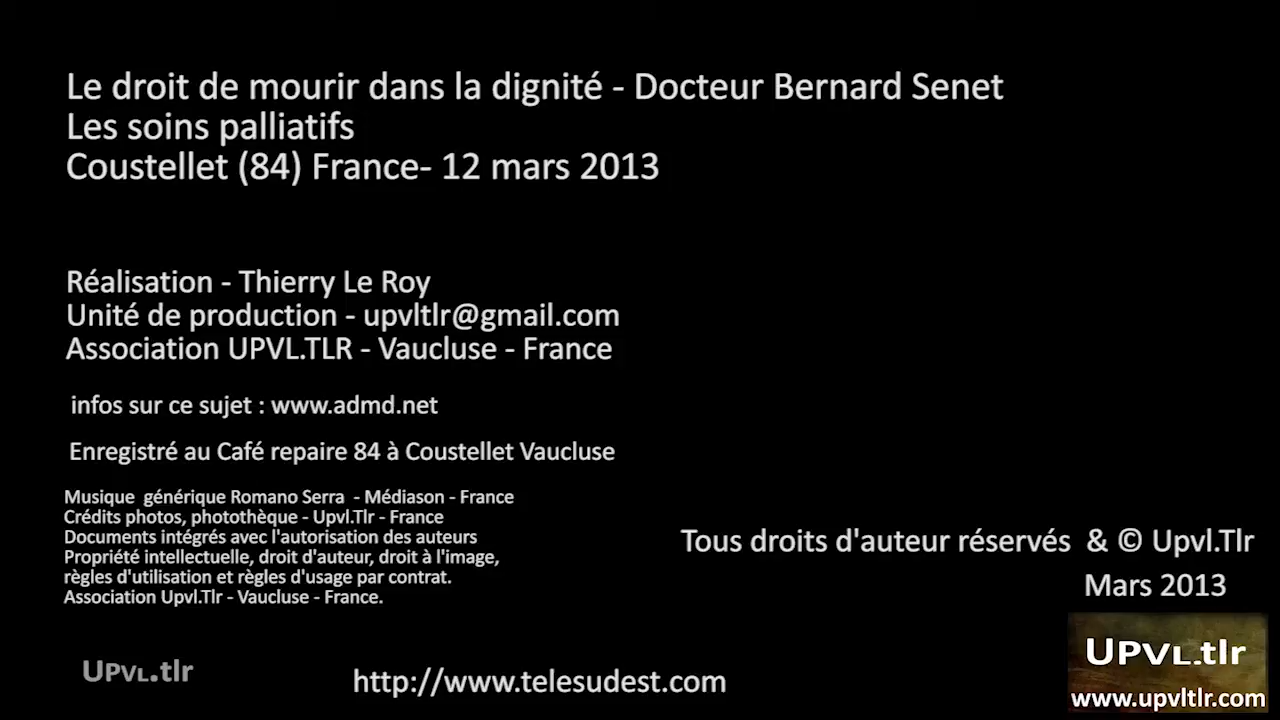 Le droit de mourir dans la dignité - Docteur Bernard Senet
Les soins palliatifs
Coustellet (84) France- 12 mars 2013
Réalisation - Thierry Le Roy
Unité de production - upvltlr@gmail.com
Association UPVL.TLR - Vaucluse - France
infos sur ce sujet : www.admd.net
Enregistré au Café repaire 84 à Coustellet Vaucluse
Musique  générique Romano Serra  - Médiason - France
Crédits photos, photothèque - Upvl.Tlr - France
Documents intégrés avec l'autorisation des auteurs
Propriété intellectuelle, droit d'auteur, droit à l'image,
règles d'utilisation et règles d'usage par contrat.
Association Upvl.Tlr - Vaucluse - France.
Tous droits d'auteur réservés  & © Upvl.Tlr
Mars 2013
UPVL.tlr
http://www.telesudest.com
UPVL.tlr
www.upvltlr.com